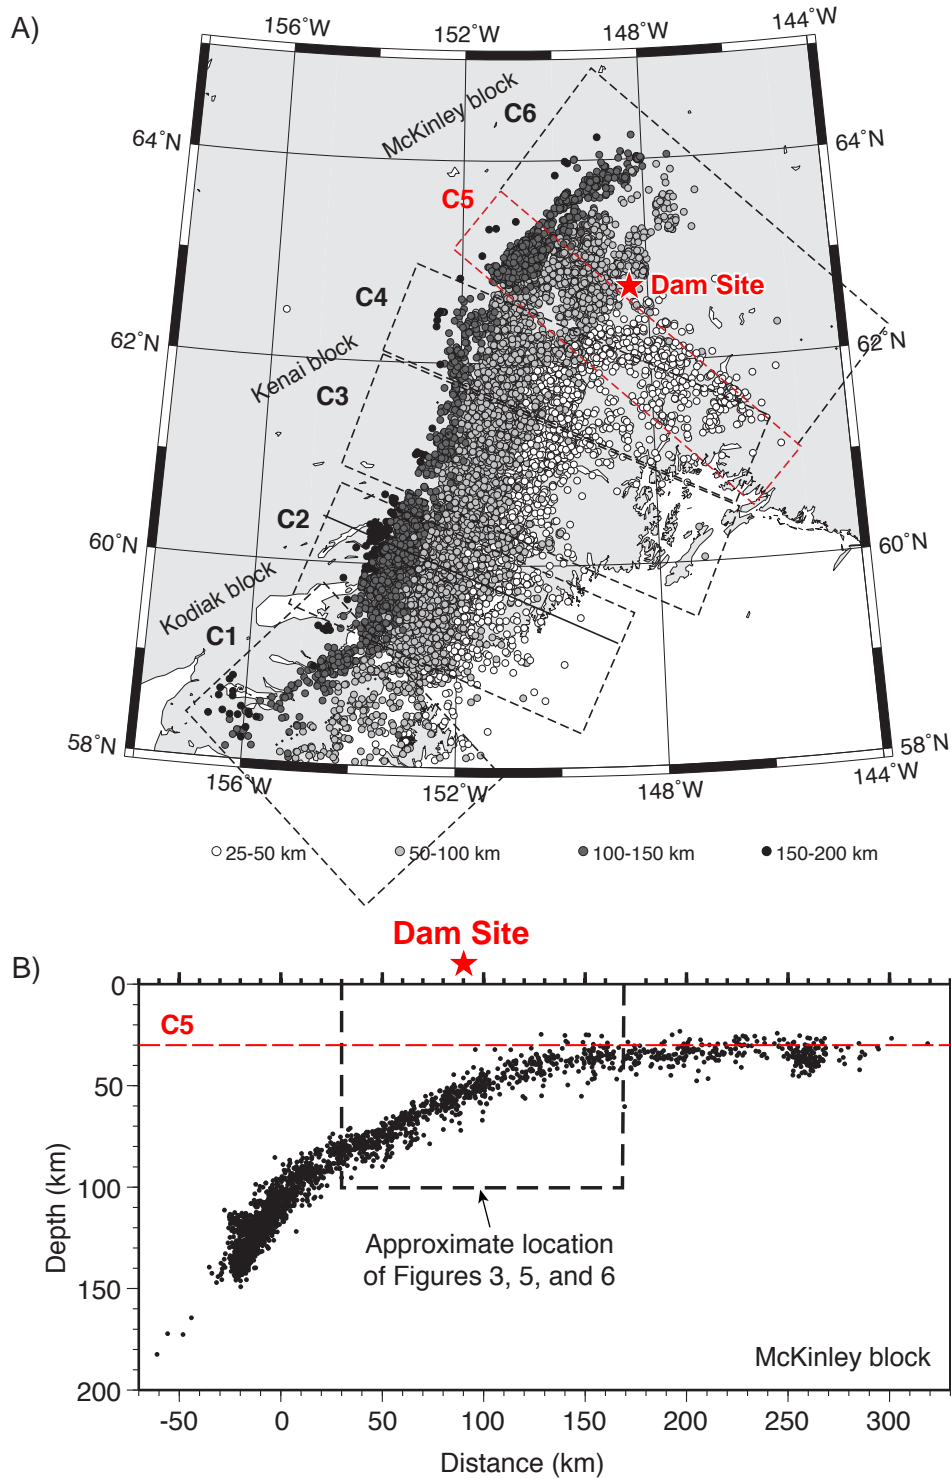 A)
156˚W
152˚W
148˚W
144˚W
McKinley block
C6
64˚N
64˚N
C5
Dam Site
C4
62˚N
62˚N
Kenai block
C3
C2
60˚N
60˚N
Kodiak block
C1
58˚N
58˚N
156˚W
152˚W
148˚W
144˚W
25-50 km
50-100 km
100-150 km
150-200 km
Dam Site
B)
0
C5
50
100
Approximate location
of Figures 3, 5, and 6
150
McKinley block
200
Depth (km)
-50
0
50
100
150
200
250
300
Distance (km)